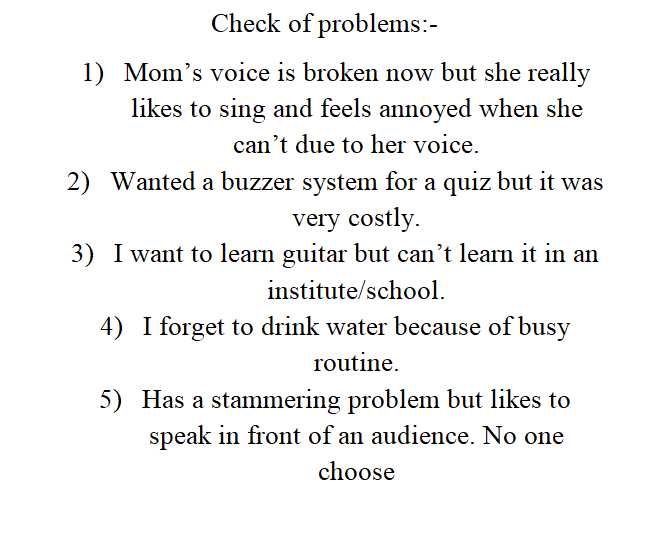 Check of problems:-
1) Mom’s voice is broken now but she really
likes to sing and feels annoyed when she
can’t due to her voice.
2) Wanted a buzzer system for a quiz but it was
very costly.
3) I want to learn guitar but can’t learn it in an
institute/school.
4) I forget to drink water because of busy
routine.
5) Has a stammering problem but likes to
speak in front of an audience. No one
choose